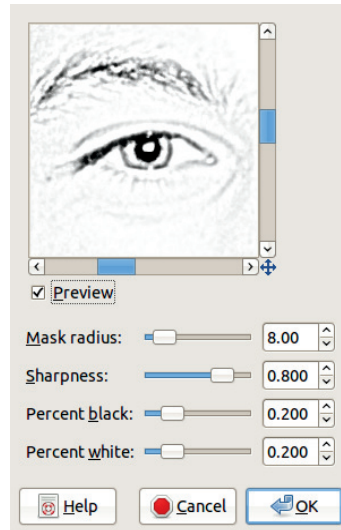 Preview
Mask radius: 8.00
Sharpness: 0.800
Percent black: 0.200
Percent white: 0.200
Help Cancel OK